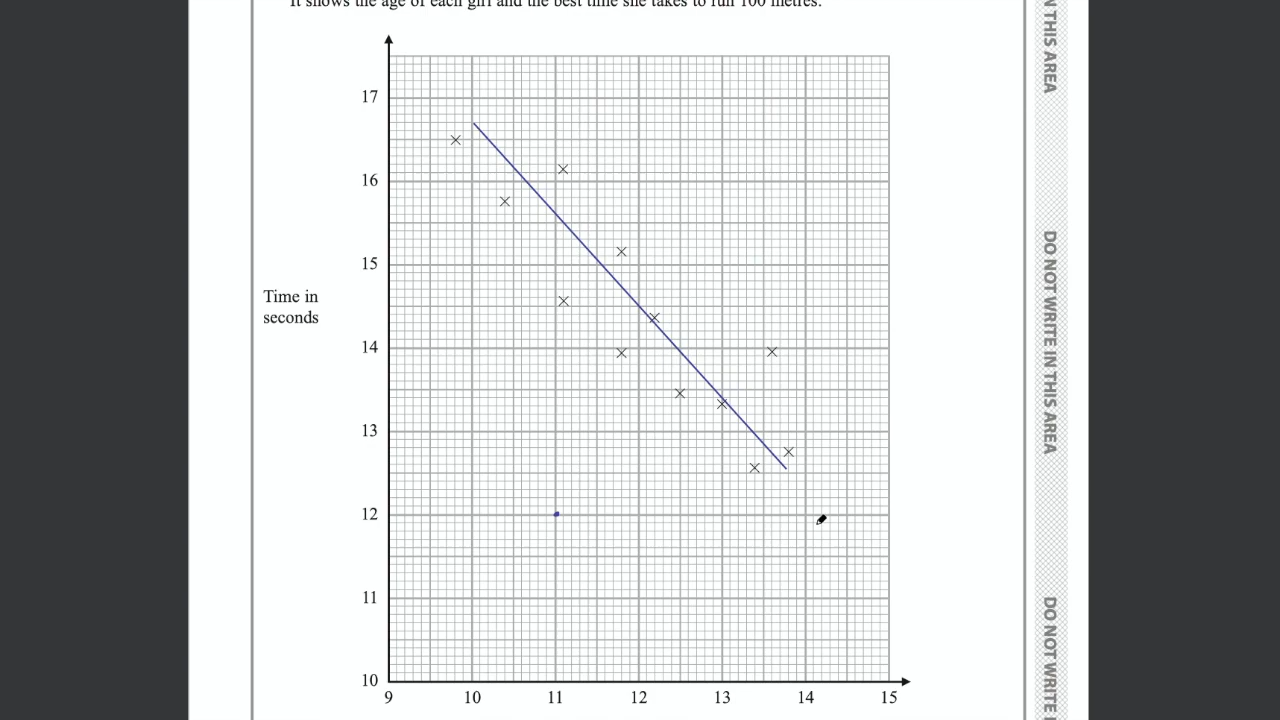 It shows the age of each girl and the best time she takes to run 100 metres.
17
16
15
Time in
seconds
14
13
12
11
10
9 10 11 12 13 14 15
N THIS AREA
DO NOT WRITE IN THIS AREA
DO NOT WRITE